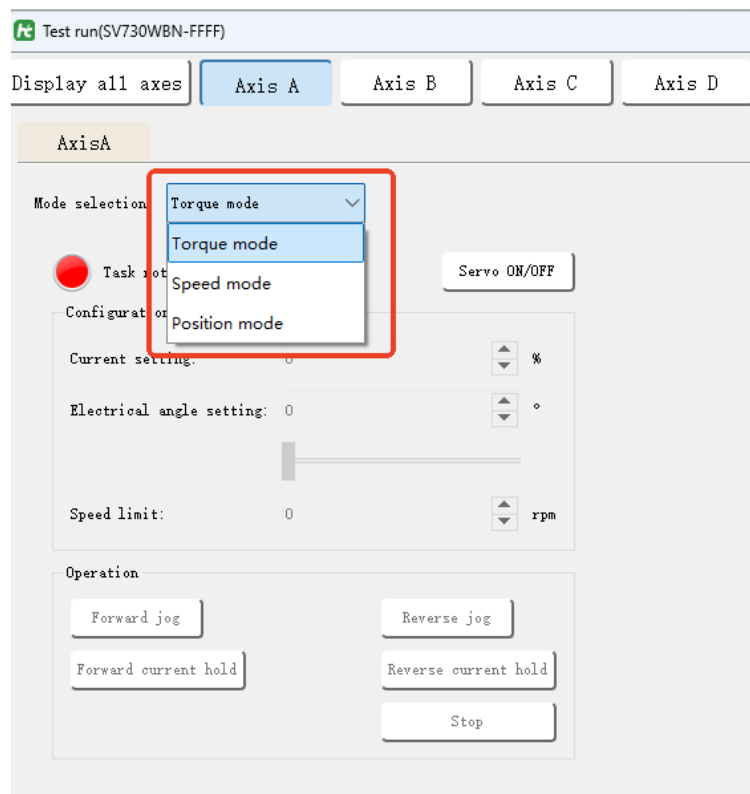 Test run(SV730WBN-FFFF)
Display all axes Axis A Axis B Axis C Axis D
AxisA
Mode selection Torque mode
Torque mode
Task Servo ON/OFF
Speed mode
Position mode
Current setting: 0 %
Electrical angle setting: 0 °
Speed limit: 0 rpm
Operation
Forward jog Reverse jog
Forward current hold Reverse current hold
Stop